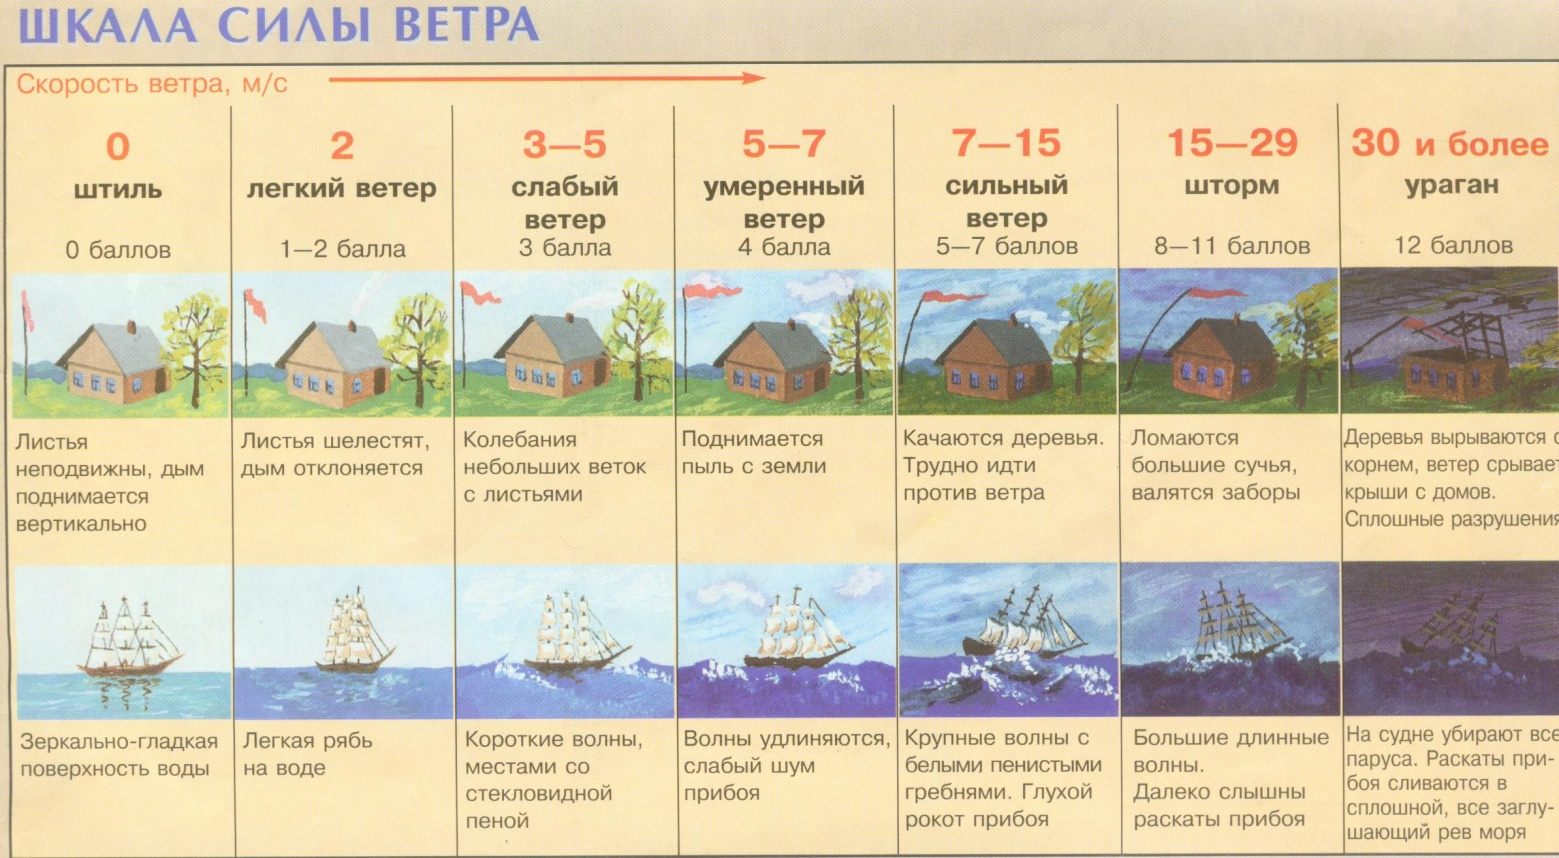 ШКАЛА СИЛЫ ВЕТРА
Скорость ветра, м/с
0
штиль
0 баллов
2
легкий ветер
1—2 балла
3—5
слабый
ветер
3 балла
5—7
умеренный
ветер
4 балла
7—15
сильный
ветер
5—7 баллов
15—29
шторм
8—11 баллов
30 и более
ураган
12 баллов
Листья
неподвижны, дым
поднимается
вертикально
Листья шелестят,
дым отклоняется
Колебания
небольших веток
с листьями
Поднимается
пыль с земли
Качаются деревья.
Трудно идти
против ветра
Ломаются
большие сучья,
валятся заборы
Деревья вырываются с
корнем, ветер срывает
крыши с домов.
Сплошные разрушения
Зеркально-гладкая
поверхность воды
Легкая рябь
на воде
Короткие волны,
местами со
стекловидной
пеной
Волны удлиняются,
слабый шум
прибоя
Крупные волны с
белыми пенистыми
гребнями. Глухой
рокот прибоя
Большие длинные
волны.
Далеко слышны
раскаты прибоя
На судне убирают все
паруса. Раскаты при-
боя сливаются в
сплошной, все заглу-
шающий рев моря